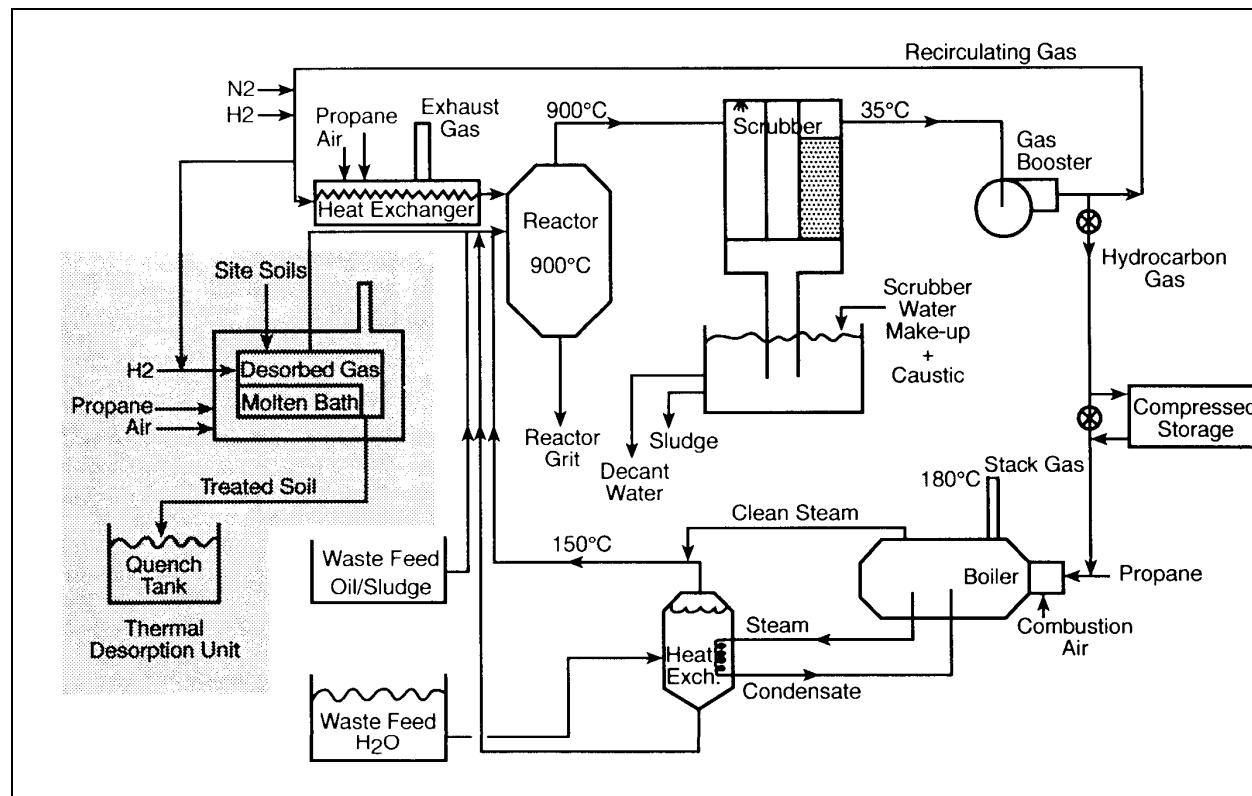 Recirculating Gas
N2
H2
Propane
Air
Exhaust
Gas
900°C
Scrubber
35°C
Gas
Booster
Heat Exchanger
Reactor
900°C
Hydrocarbon
Gas
Site Soils
Scrubber
Water
Make-up
+
Caustic
H2
Desorbed Gas
Molten Bath
Propane
Air
Compressed
Storage
Reactor
Grit
Sludge
Decant
Water
Stack Gas
180°C
Treated Soil
Clean Steam
150°C
Waste Feed
Oil/Sludge
Quench
Tank
Boiler
Propane
Thermal
Desorption Unit
Steam
Combustion
Air
Heat
Exch.
Condensate
Waste Feed
H₂O